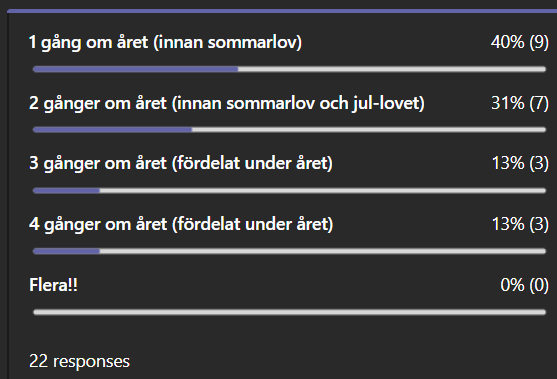 1 gång om året (innan sommarlov) 40% (9)
2 gånger om året (innan sommarlov och jul-lovet) 31% (7)
3 gånger om året (fördelat under året) 13% (3)
4 gånger om året (fördelat under året) 13% (3)
Flera!! 0% (0)
22 responses